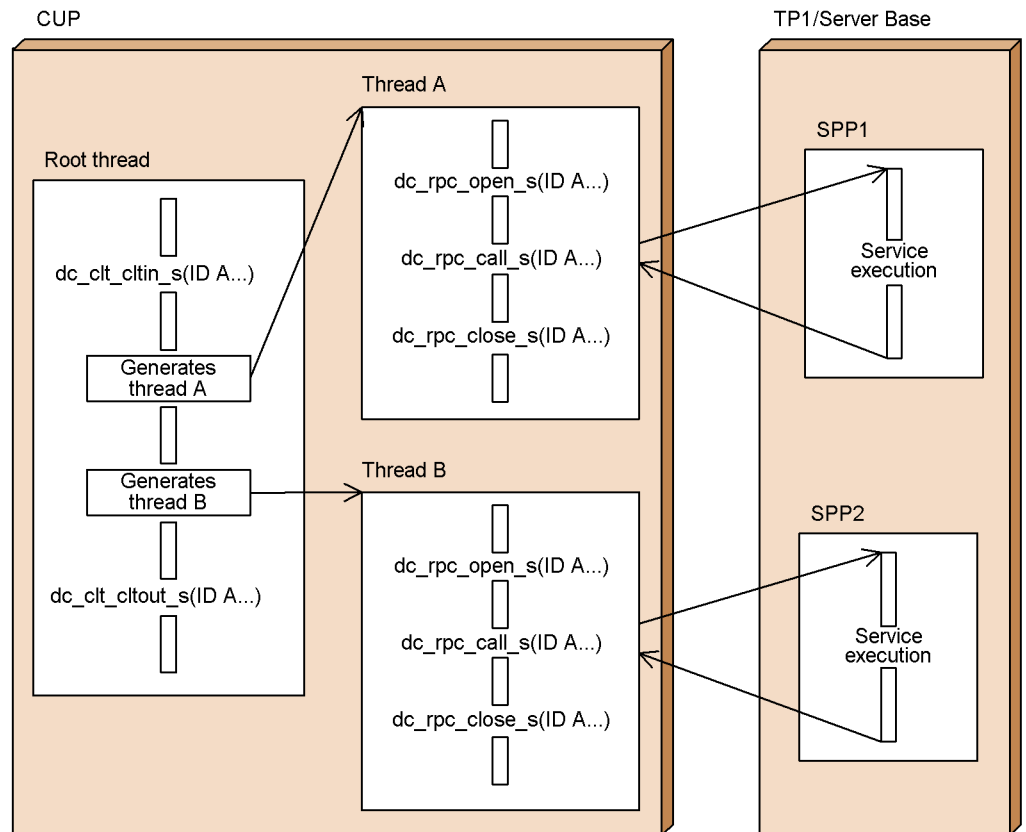 CUP
TP1/Server Base
Root thread
dc_clt_cltin_s(ID A...)
Generates
thread A
Generates
thread B
dc_clt_cltout_s(ID A...)
Thread A
dc_rpc_open_s(ID A...)
dc_rpc_call_s(ID A...)
dc_rpc_close_s(ID A...)
Thread B
dc_rpc_open_s(ID A...)
dc_rpc_call_s(ID A...)
dc_rpc_close_s(ID A...)
SPP1
Service
execution
SPP2
Service
execution